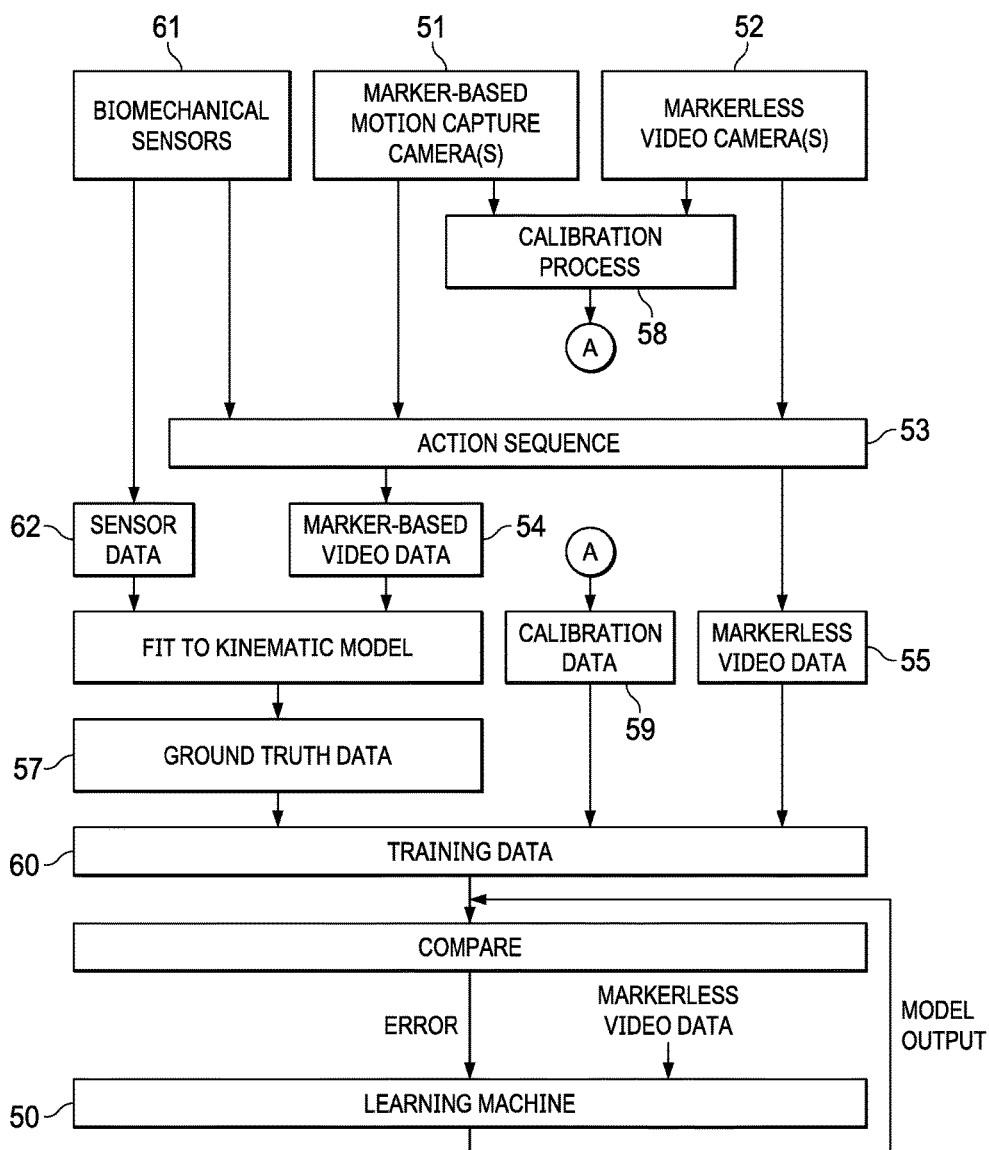 61
51
52
BIOMECHANICAL
SENSORS
MARKER-BASED
MOTION CAPTURE
CAMERA(S)
MARKERLESS
VIDEO CAMERA(S)
CALIBRATION
PROCESS
58
A
ACTION SEQUENCE
53
62
SENSOR
DATA
MARKER-BASED
VIDEO DATA
54
A
FIT TO KINEMATIC MODEL
CALIBRATION
DATA
59
MARKERLESS
VIDEO DATA
55
57
GROUND TRUTH DATA
60
TRAINING DATA
COMPARE
ERROR
MARKERLESS
VIDEO DATA
MODEL
OUTPUT
50
LEARNING MACHINE